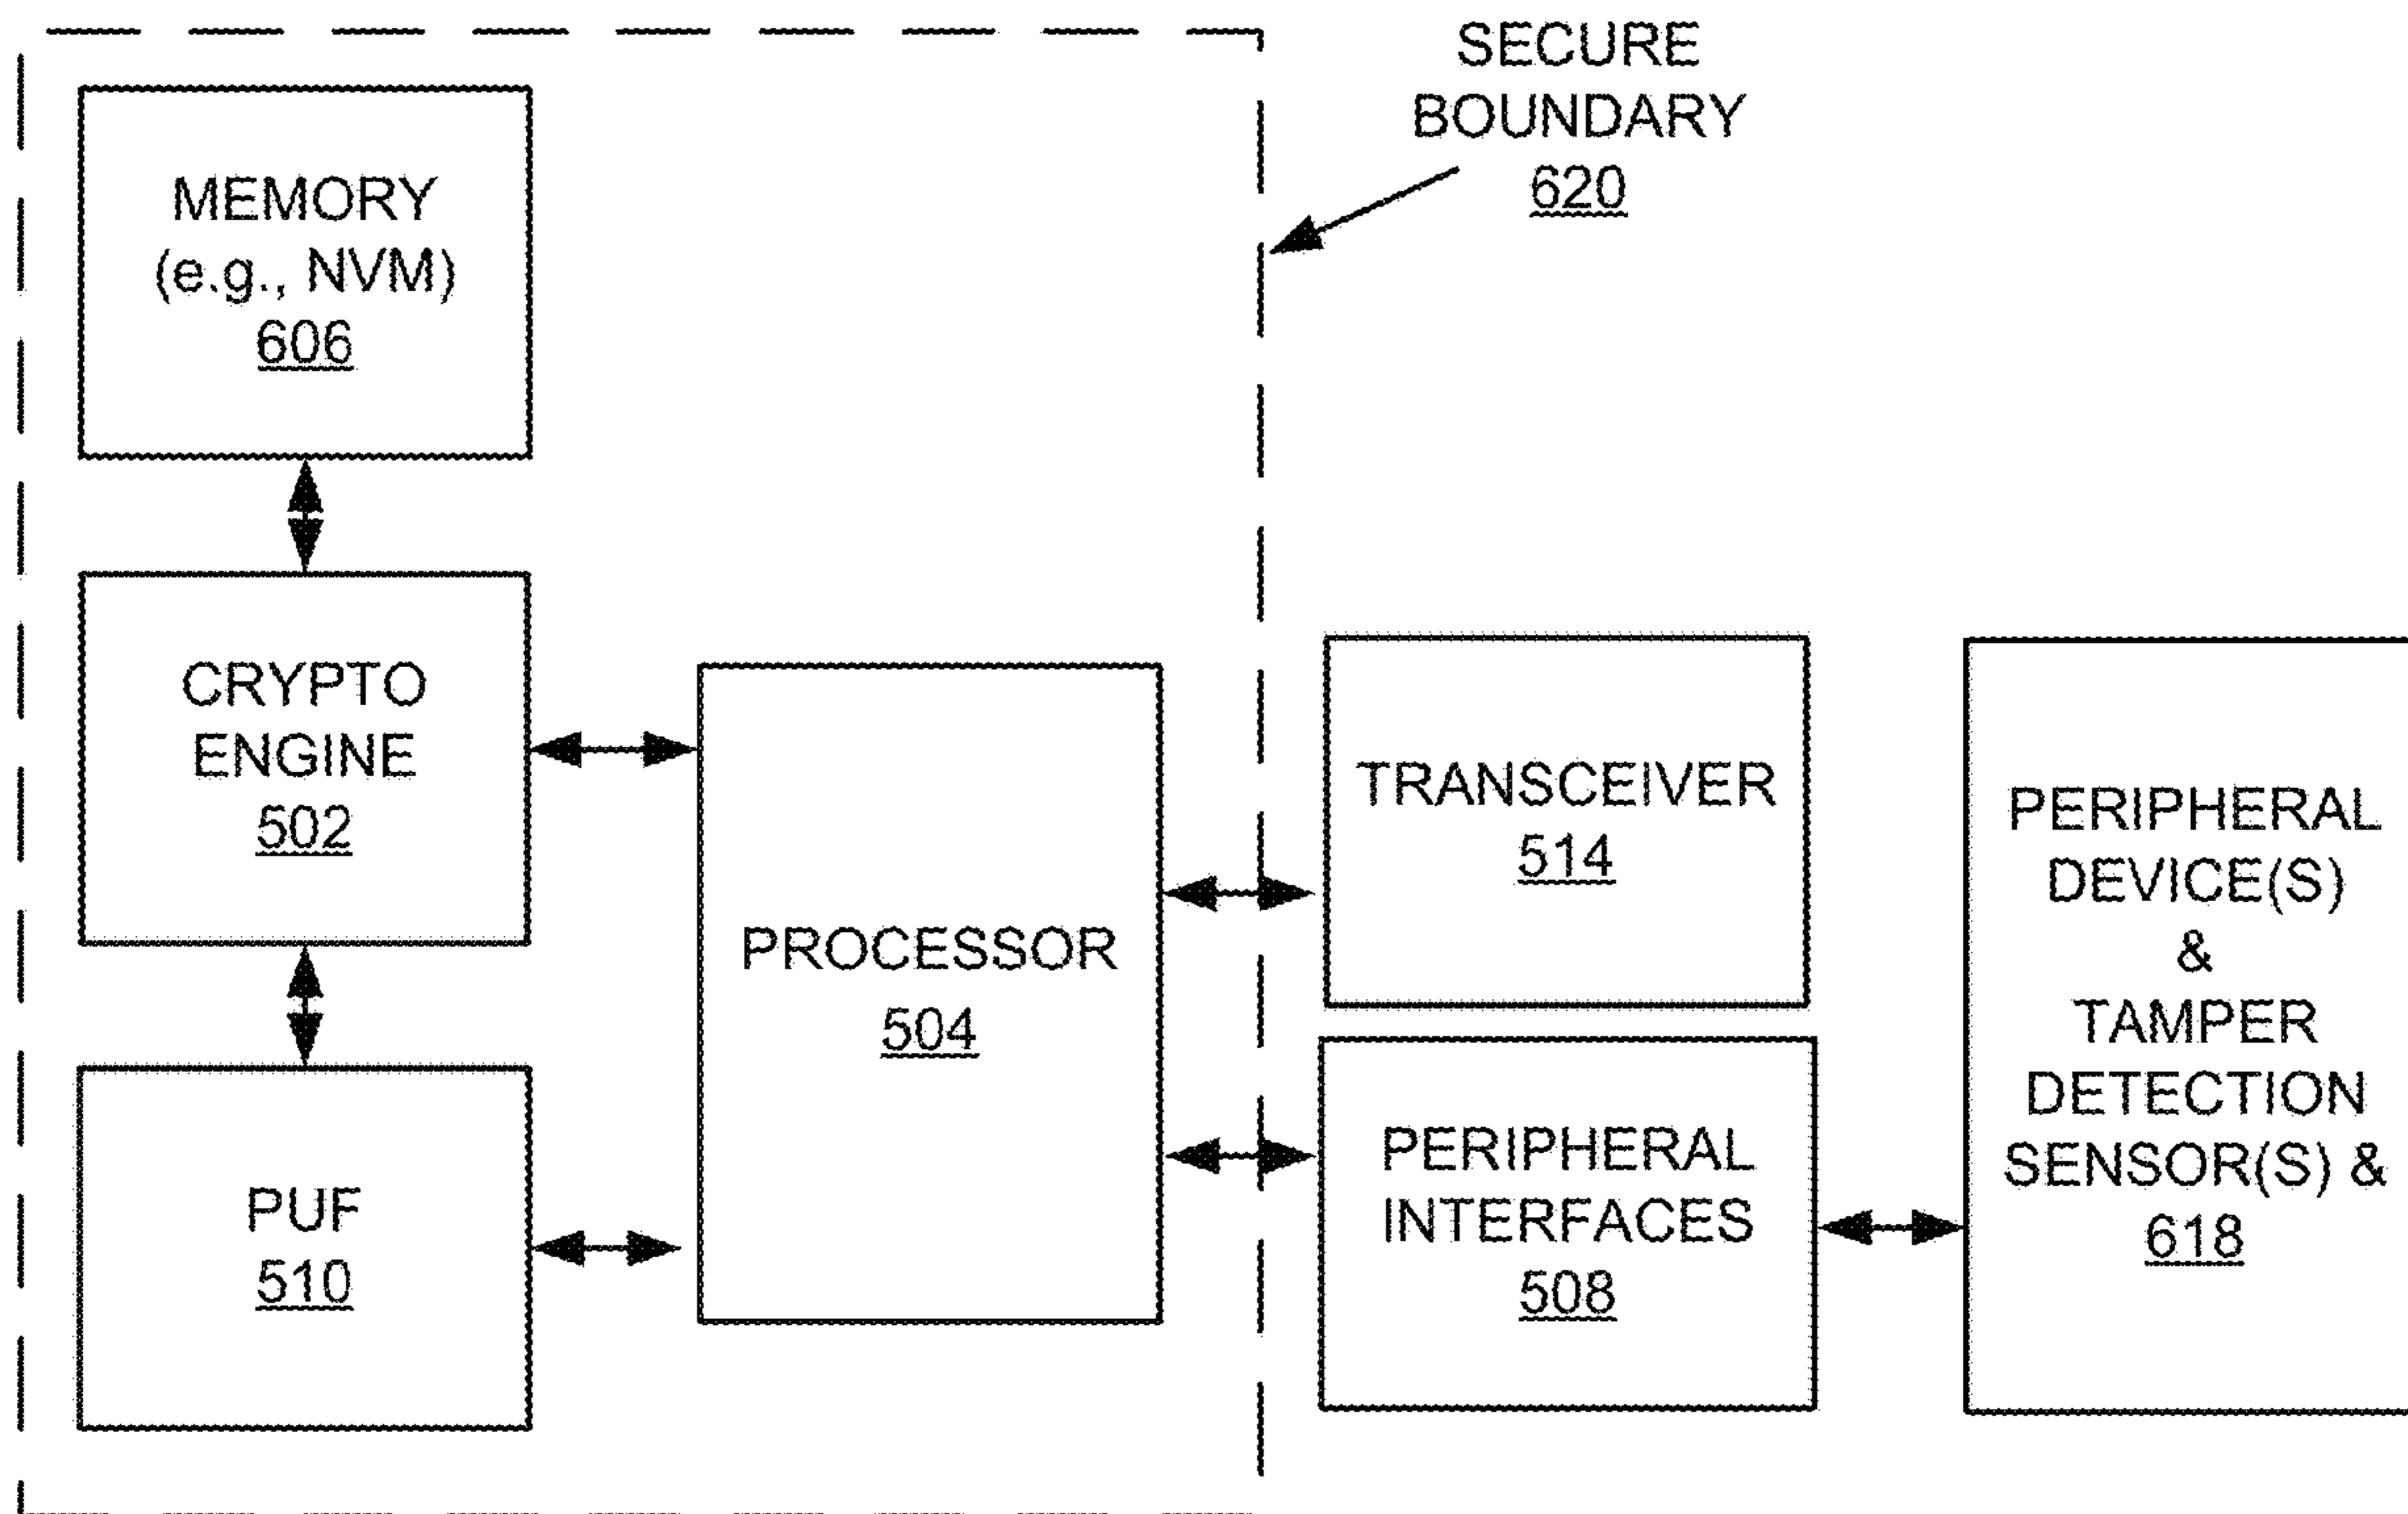 SECURE
BOUNDARY
620
MEMORY
(e.g., NVM)
606
CRYPTO
ENGINE
502
PUF
510
PROCESSOR
504
TRANSCEIVER
514
PERIPHERAL
INTERFACES
508
PERIPHERAL
DEVICE(S)
&
TAMPER
DETECTION
SENSOR(S) &
618